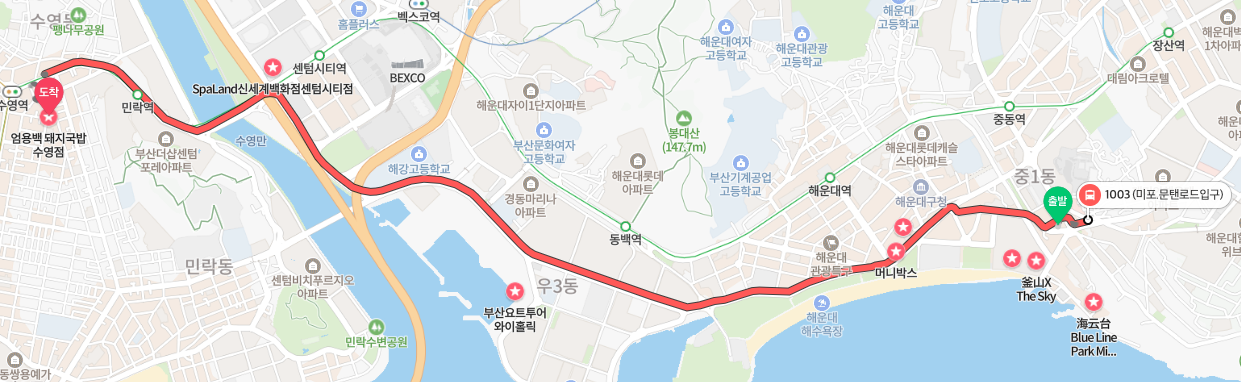 수영동
팽나무공원
홈플러스
벡스코역
해운대여자
고등학교
해운대관광
고등학교
해운대
고등학교
장산역
해운대벽
1차아파
센텀시티역
BEXCO
SpaLand신세계백화점센텀시티점
대림아크로텔
도착
수영역
민락역
엄용백 돼지국밥
수영점
수영만
해운대자이1단지아파트
봉대산
(147.7m)
중동역
부산더샵센텀
포레아파트
부산문화여자
고등학교
해강고등학교
해운대롯데
아파트
부산기계공업
고등학교
해운대롯데캐슬
스타아파트
중1동
해운대역
해운대구청
출발
1003 (미포.문탠로드입구)
경동마리나
아파트
동백역
해운대
관광특구
머니박스
민락동
센텀비치푸르지오
아파트
우3동
부산요트투어
와이홀릭
釜山X
The Sky
해운대
해수욕장
海云台
Blue Line
Park Mi...
민락수변공원
동쌍용예가